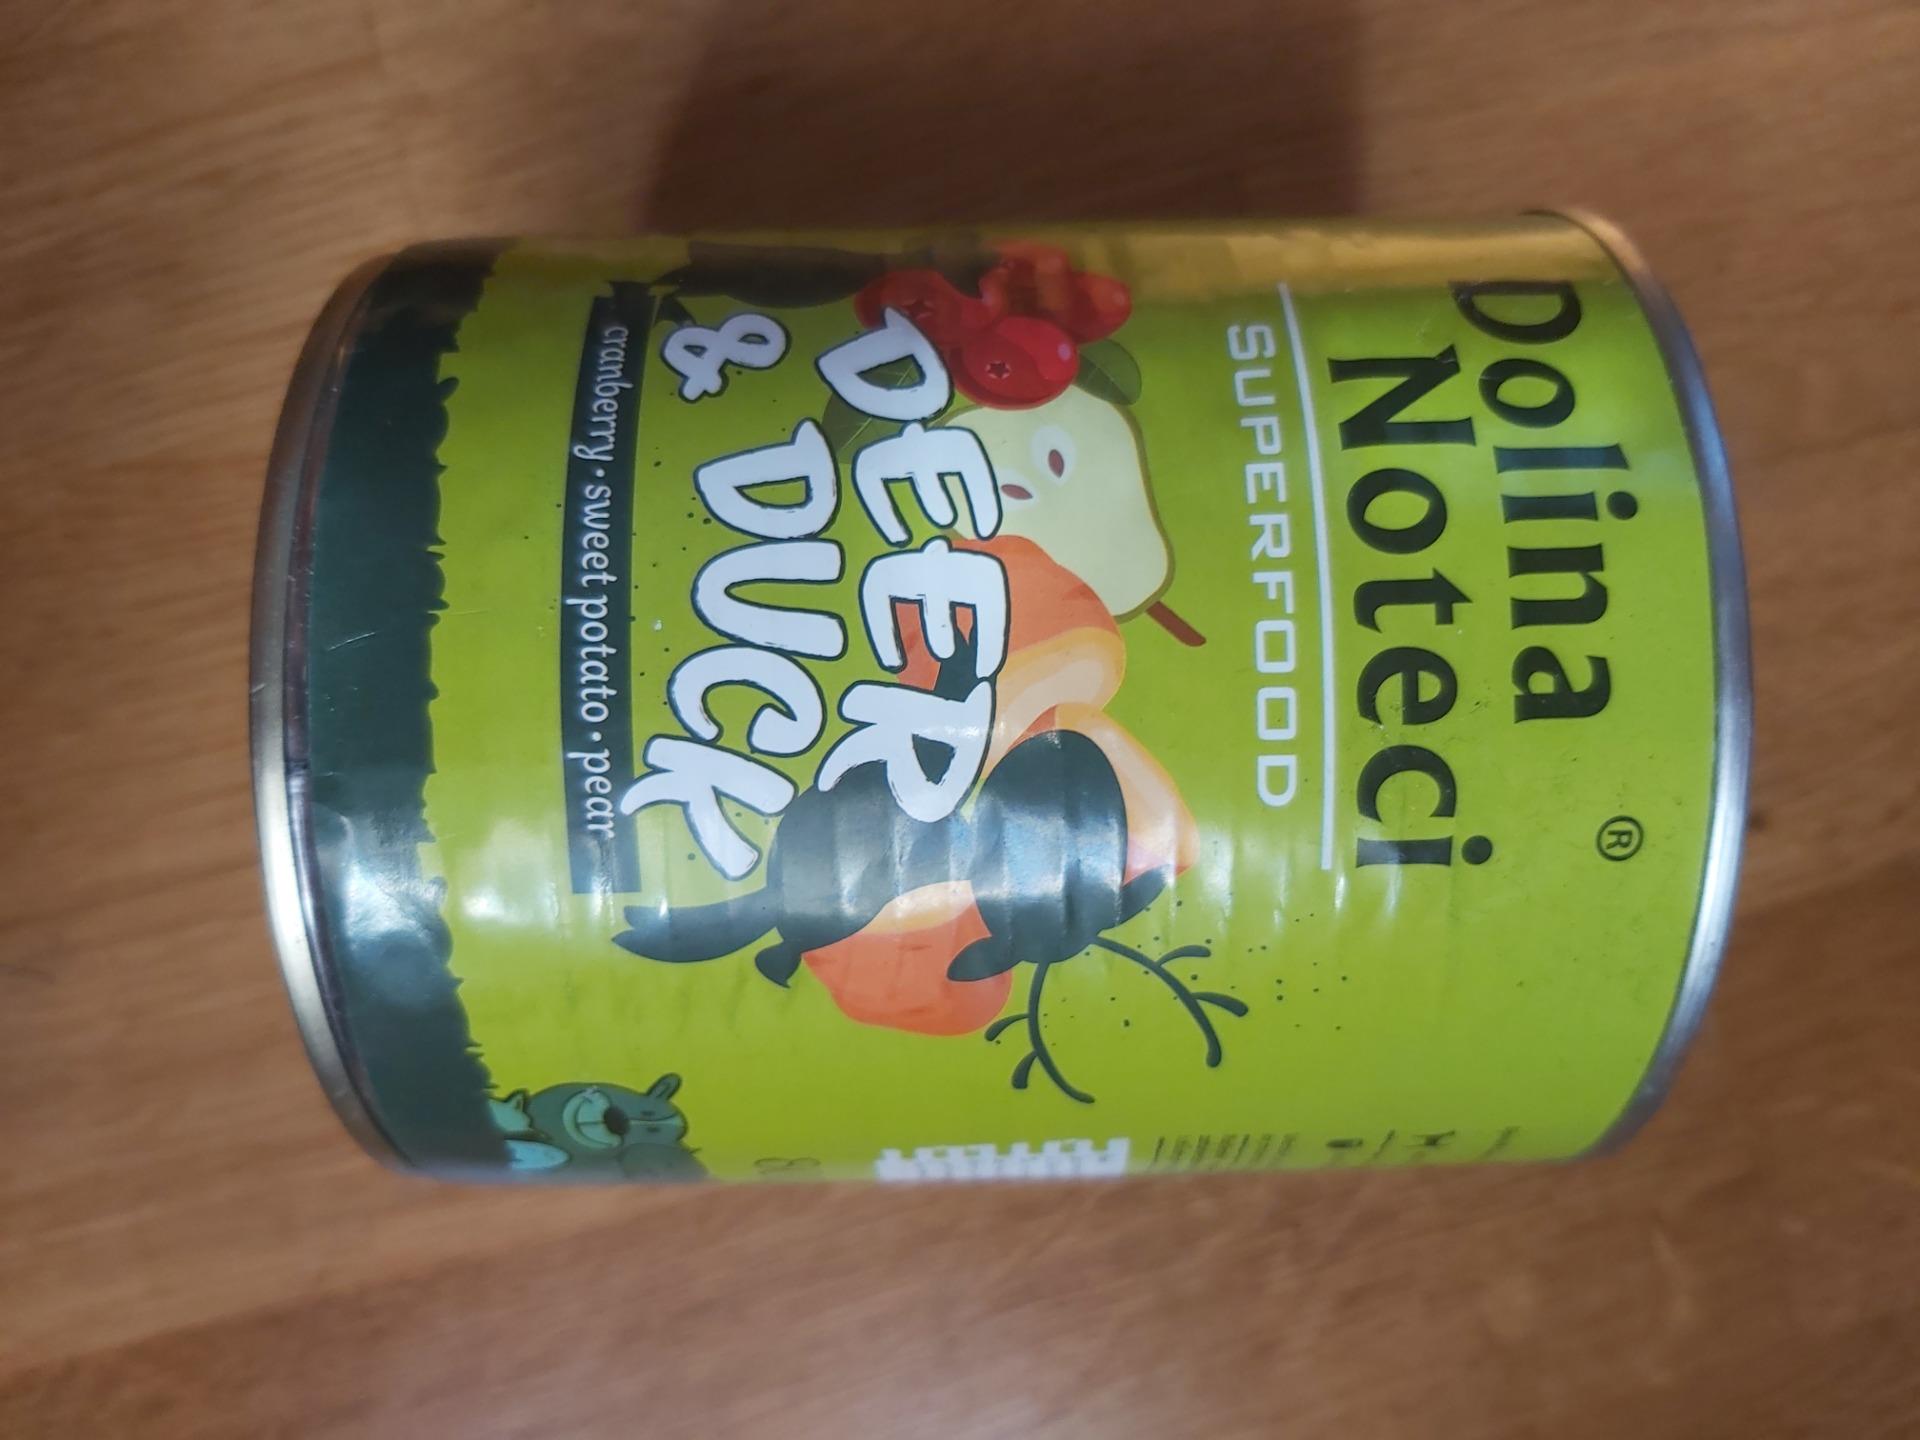 Dolina
Noteci ®
SUPERFOOD
DEER
& DUCK
cranberry • sweet potato • pear